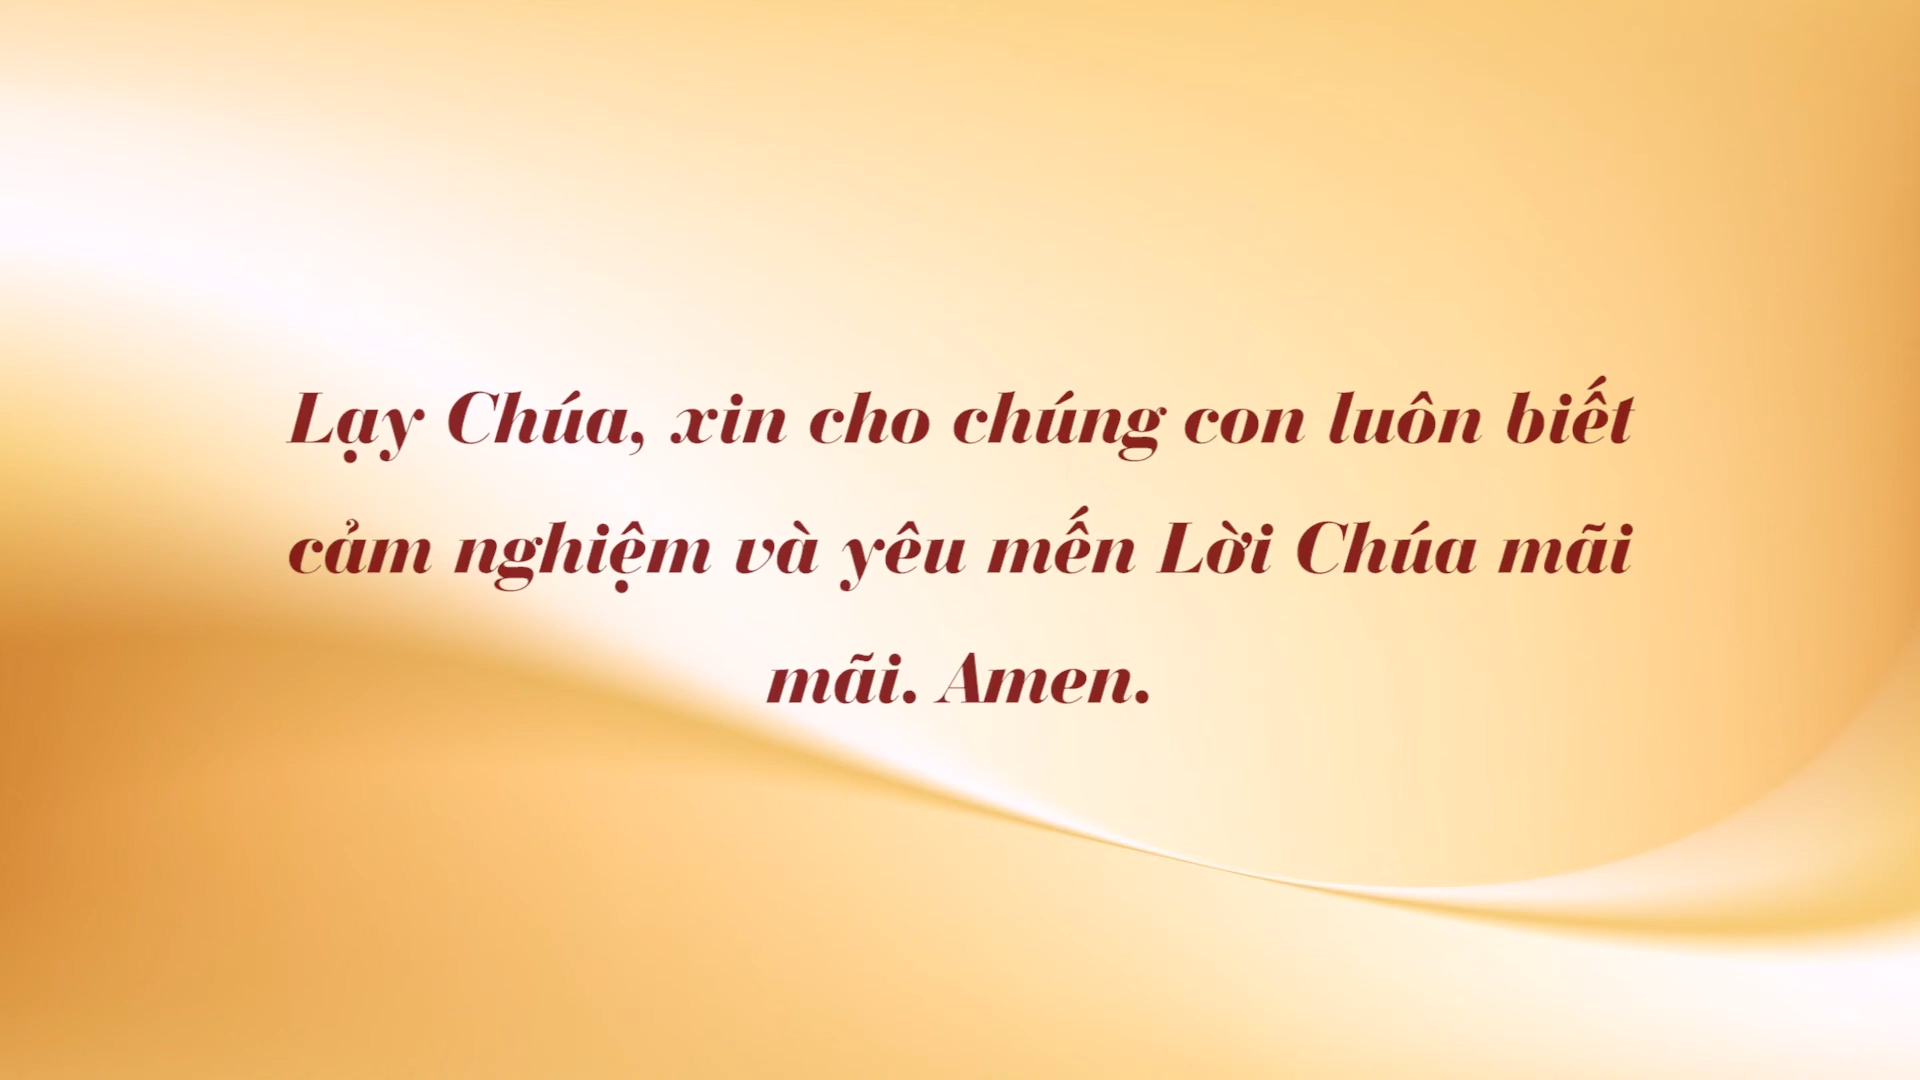 Lạy Chúa, xin cho chúng con luôn biết
cảm nghiệm và yêu mến Lời Chúa mãi
mãi. Amen.